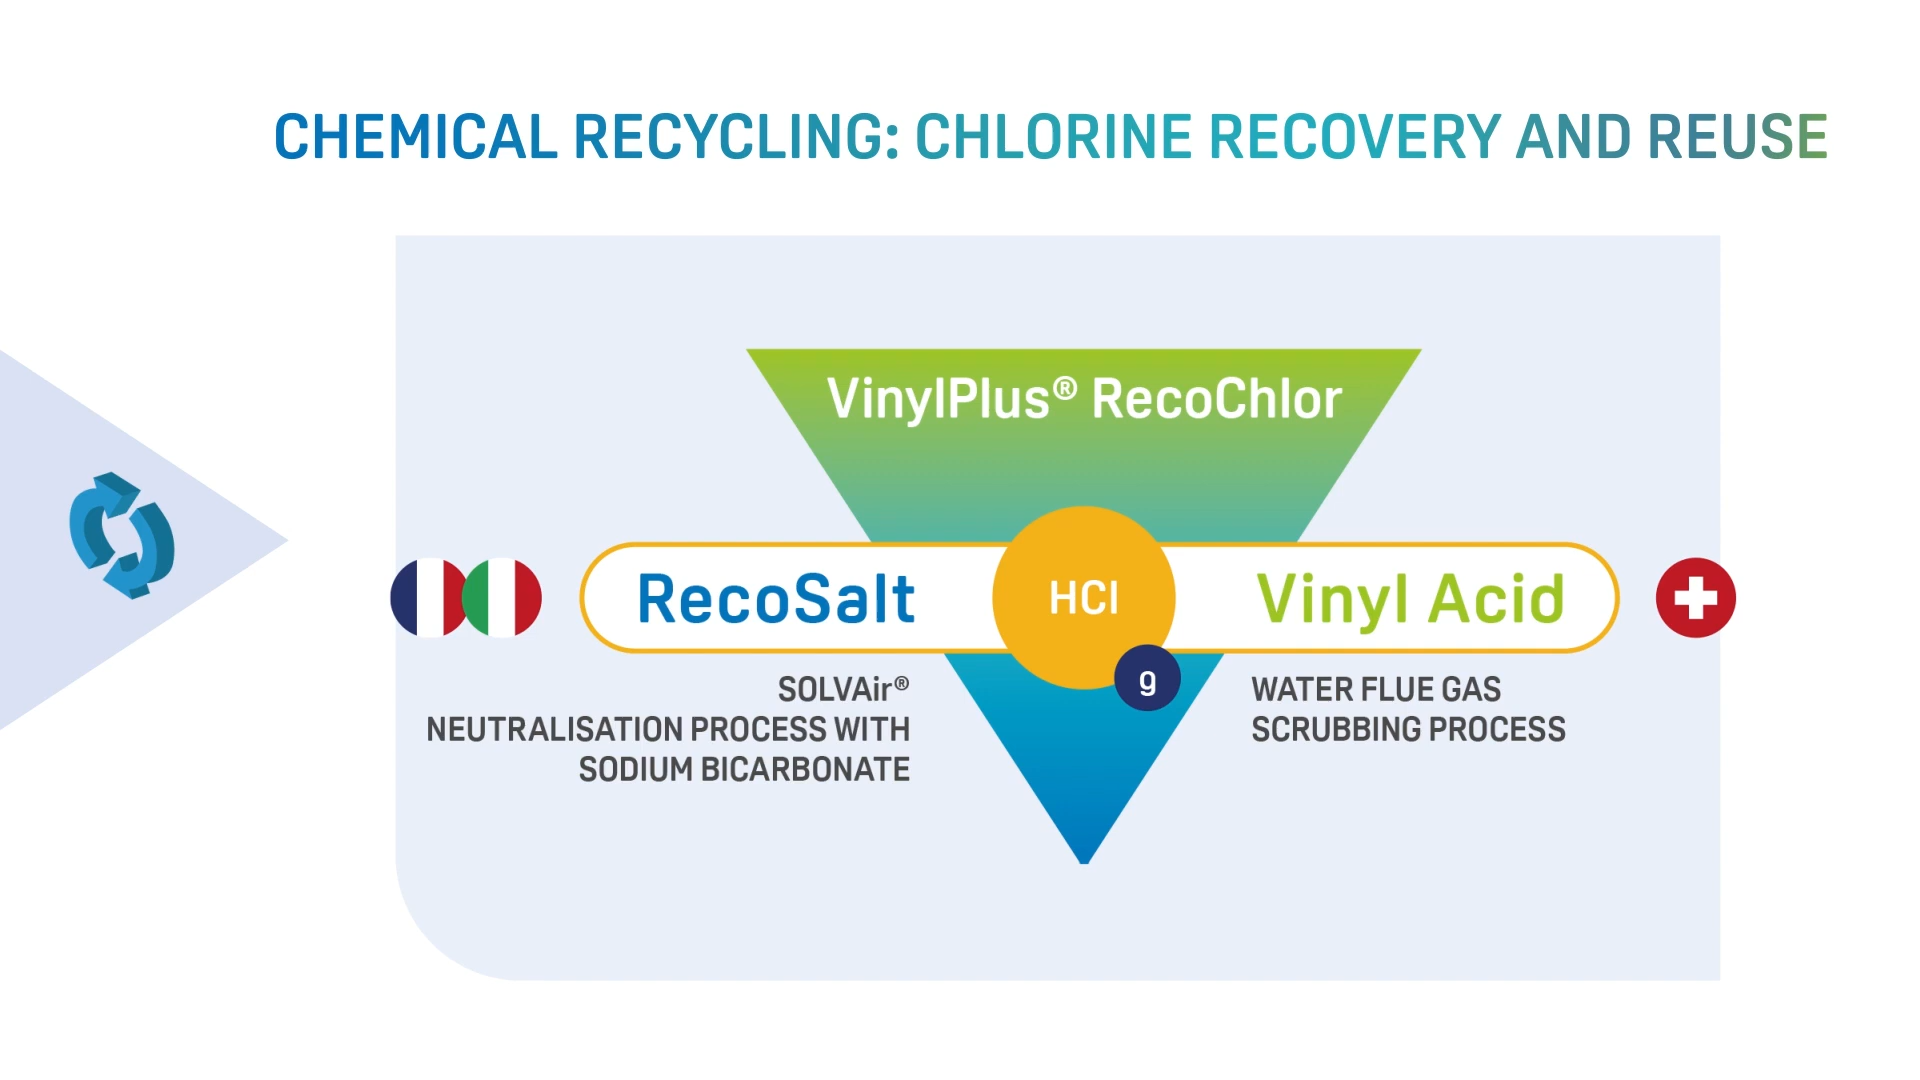 CHEMICAL RECYCLING: CHLORINE RECOVERY AND REUSE
VinylPlus® RecoChlor
RecoSalt
HCl
Vinyl Acid
g
SOLVAir®
NEUTRALISATION PROCESS WITH
SODIUM BICARBONATE
WATER FLUE GAS
SCRUBBING PROCESS